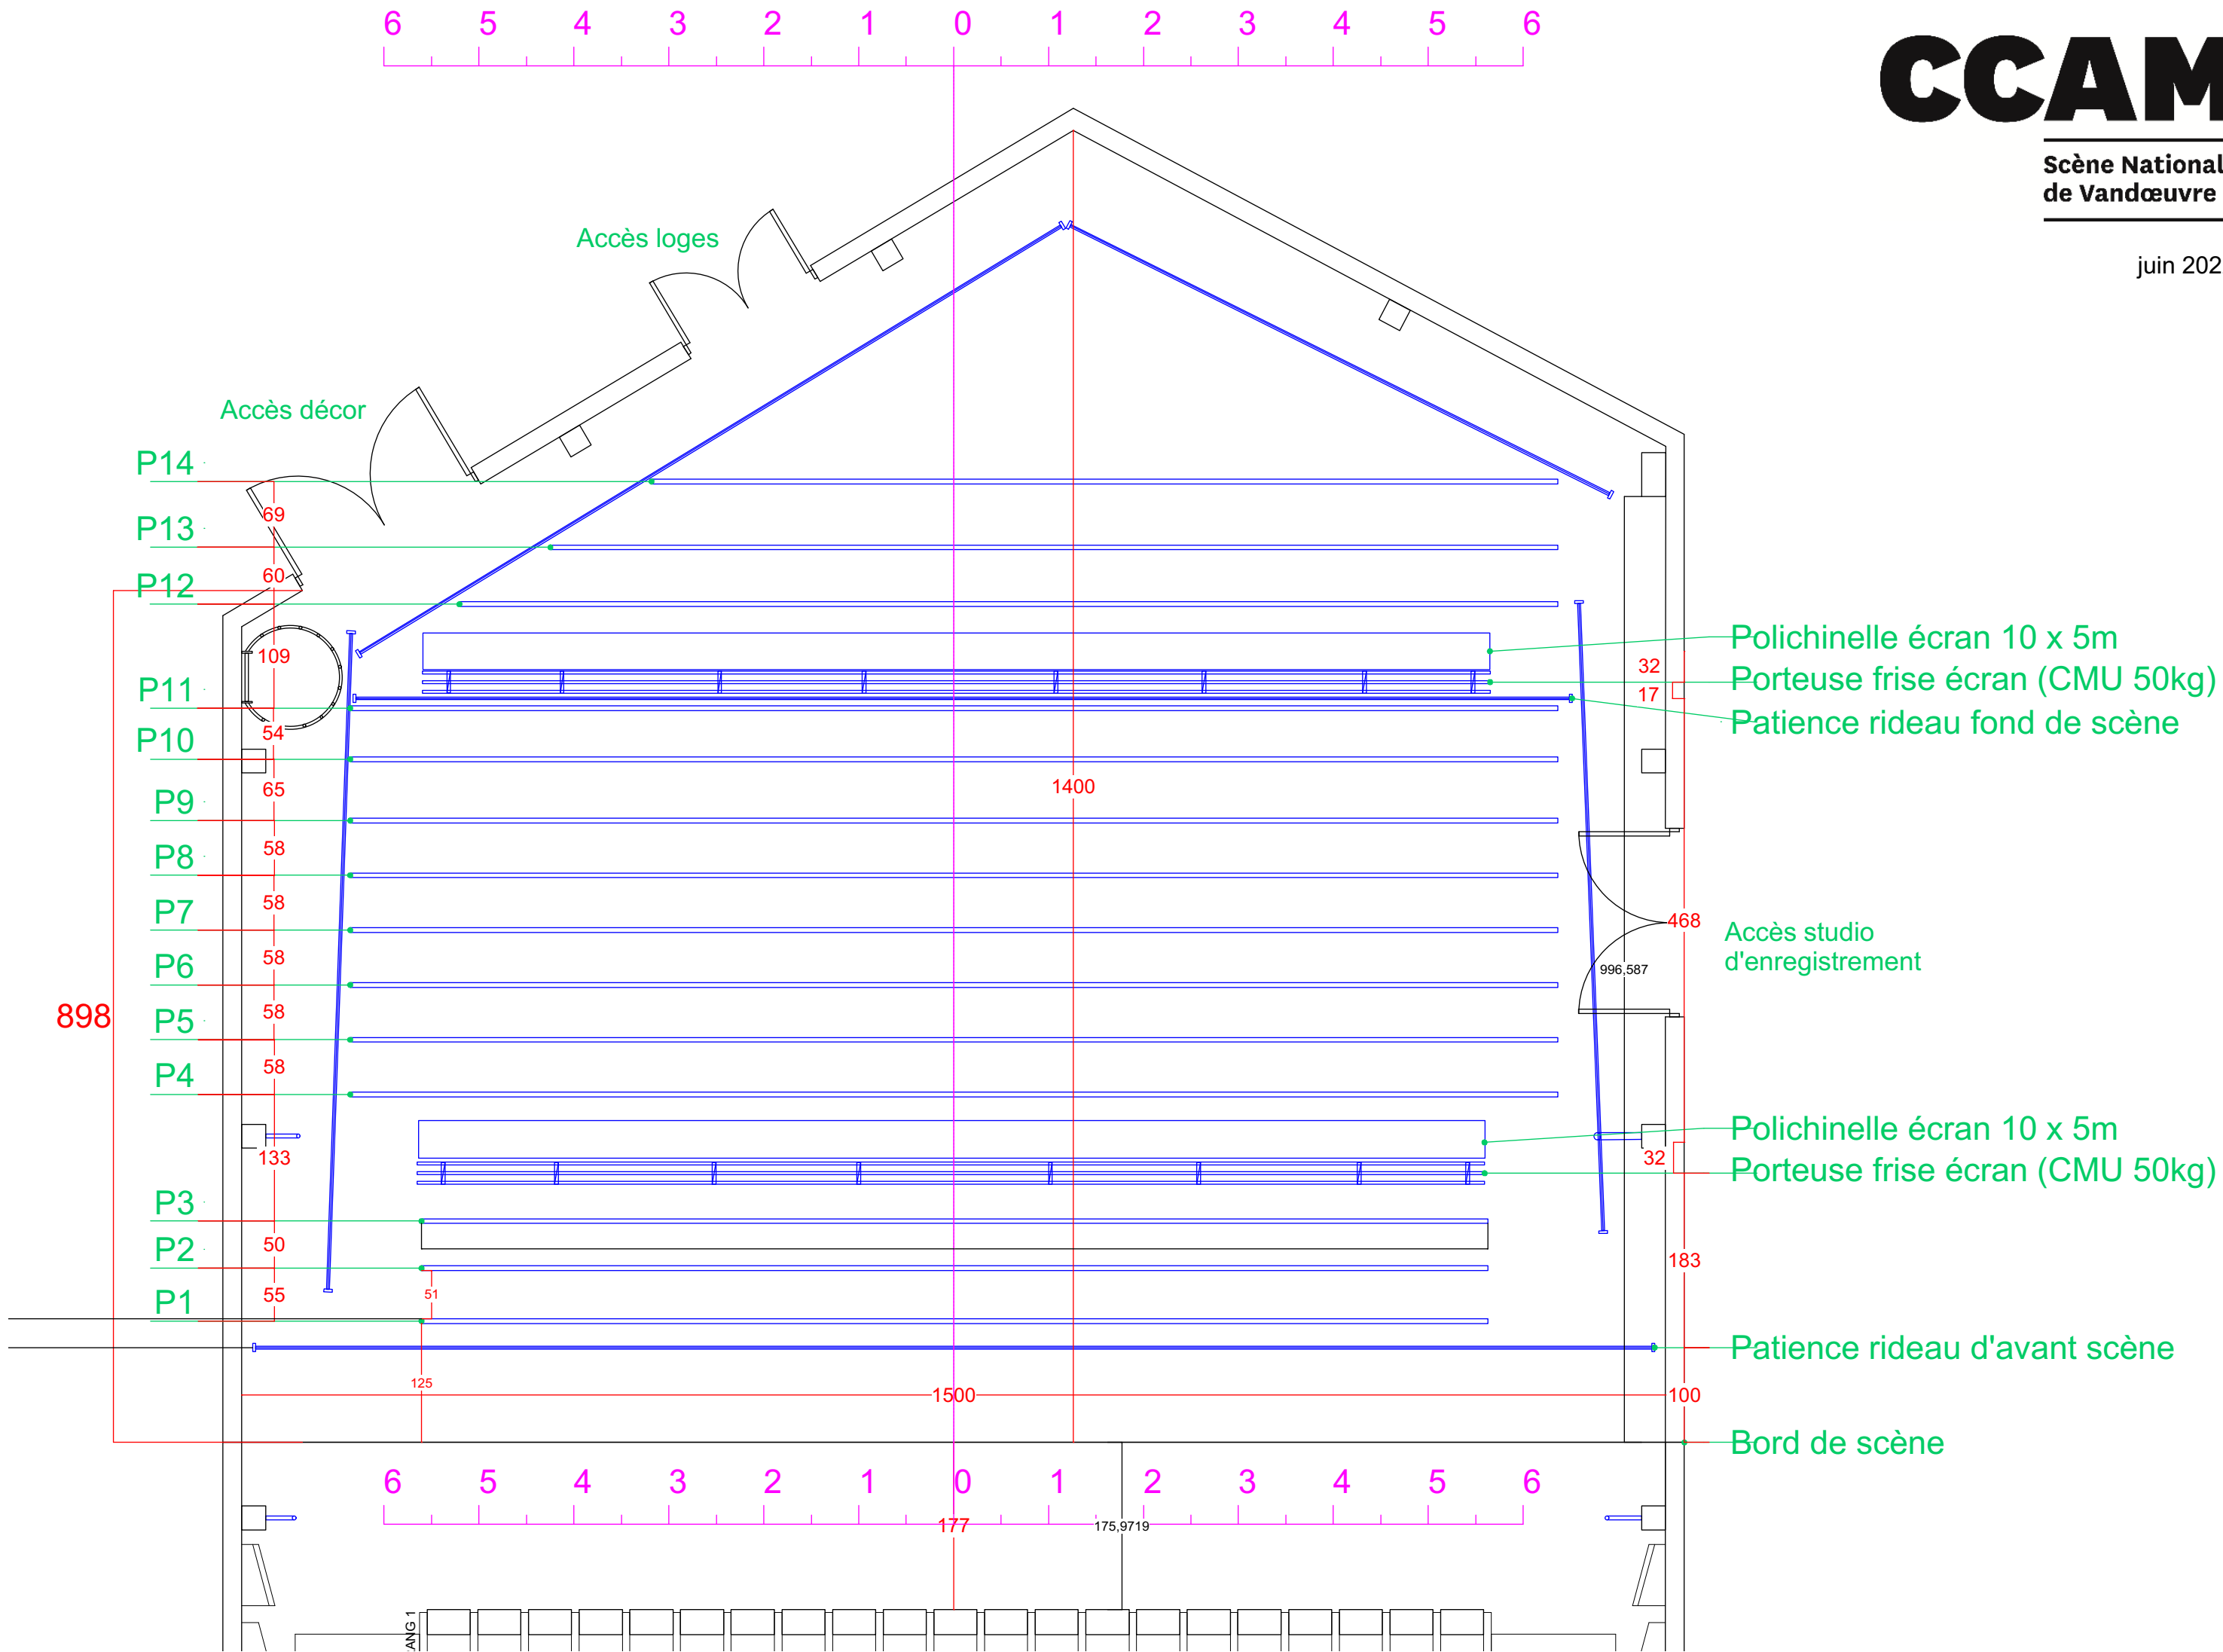 6 5 4 3 2 1 0 1 2 3 4 5 6
CCAM
Scène National
de Vandœuvre
juin 202
Accès loges
Accès décor
P14
69
P13
60
P12
109
P11
54
P10
65
P9
58
P8
58
P7
58
P6
58
P5
58
P4
133
P3
50
P2
55
P1
898
51
125
1400
1500
Polichinelle écran 10 x 5m
32
Porteuse frise écran (CMU 50kg)
17
Patience rideau fond de scène
468
Accès studio
d'enregistrement
996,587
Polichinelle écran 10 x 5m
32
Porteuse frise écran (CMU 50kg)
183
Patience rideau d'avant scène
100
Bord de scène
6 5 4 3 2 1 0 1 2 3 4 5 6
177
175,9719
ANG 1